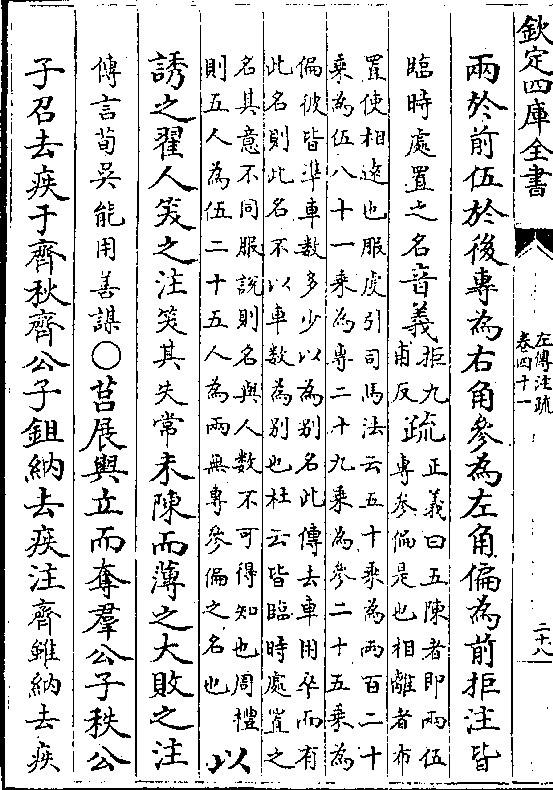 欽定四庫全書
左傳注疏
卷四十一
二十八
兩於前伍於後專為右角參為左角偏為前拒注皆
臨時處置之名音義拒九甫反疏正義曰五陳者即兩伍
專參偏是也相離者布
置使相遠也服虔引司馬法云五十乘為兩百二十
乘為伍八十一乘為專二十九乘為參二十五乘為
偏彼皆準車數多少以為別名此傳去車用卒而有
此名則此名不以車數為別也杜云皆臨時處置之
名其意不同服說則名與人數不可得知也周禮
則五人為伍二十五人為兩無專參偏之名也以
誘之翟人笑之注笑其失常未陳而薄之大敗之注
傳言荀吳能用善謀○莒展輿立而奪羣公子秩公
子召去疾于齊秋齊公子鉏納去疾注齊雖納去疾